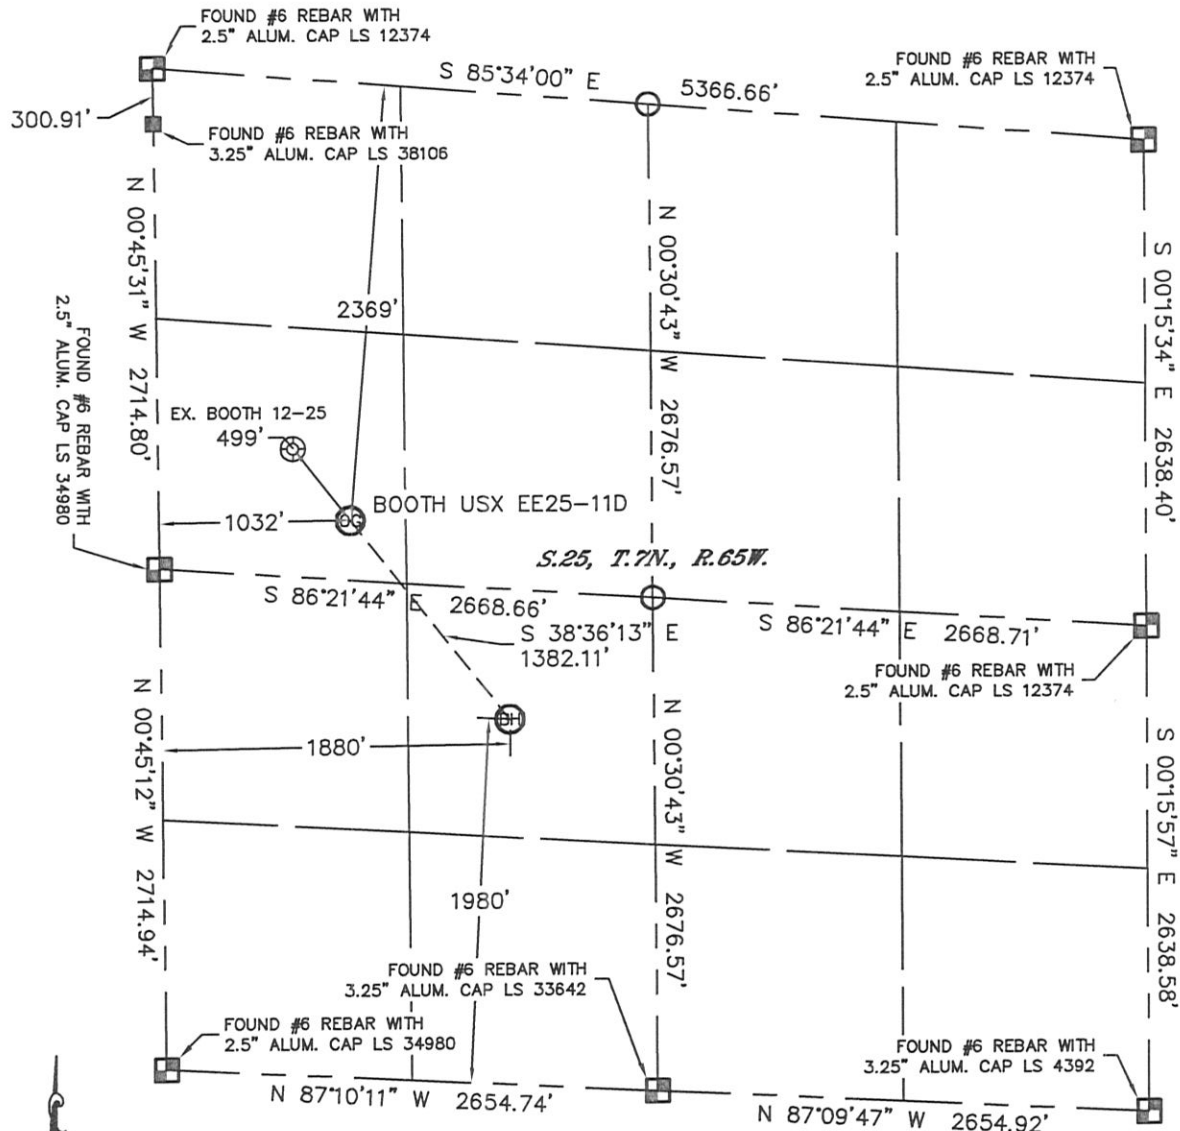 FOUND #6 REBAR WITH
2.5" ALUM. CAP LS 12374
S 85°34'00" E 5366.66'
FOUND #6 REBAR WITH
2.5" ALUM. CAP LS 12374
300.91'
FOUND #6 REBAR WITH
3.25" ALUM. CAP LS 38106
N 00°45'31" W 2714.80'
N 00°30'43" W 2676.57'
S 00°15'34" E 2638.40'
2369'
FOUND #6 REBAR WITH
2.5" ALUM. CAP LS 34980
EX. BOOTH 12-25
499'
OG
BOOTH USX EE25-11D
1032'
S.25, T.7N., R.65W.
S 86°21'44" E 2668.66'
S 38°36'13" E
1382.11'
S 86°21'44" E 2668.71'
FOUND #6 REBAR WITH
2.5" ALUM. CAP LS 12374
BH
1880'
N 00°45'12" W 2714.94'
N 00°30'43" W 2676.57'
S 00°15'57" E 2638.58'
1980'
FOUND #6 REBAR WITH
3.25" ALUM. CAP LS 33642
FOUND #6 REBAR WITH
2.5" ALUM. CAP LS 34980
FOUND #6 REBAR WITH
3.25" ALUM. CAP LS 4392
N 87°10'11" W 2654.74'
N 87°09'47" W 2654.92'